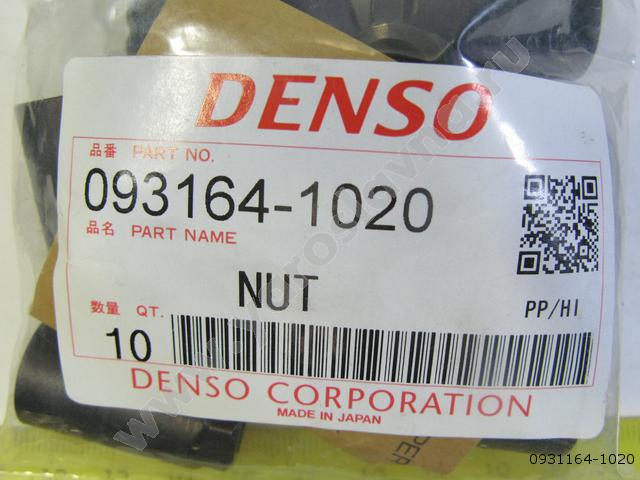 DENSO
品番 PART NO.
093164-1020
品名 PART NAME
NUT
PP/HI
数量 QT.
10
DENSO CORPORATION
MADE IN JAPAN
PER
0931164-1020